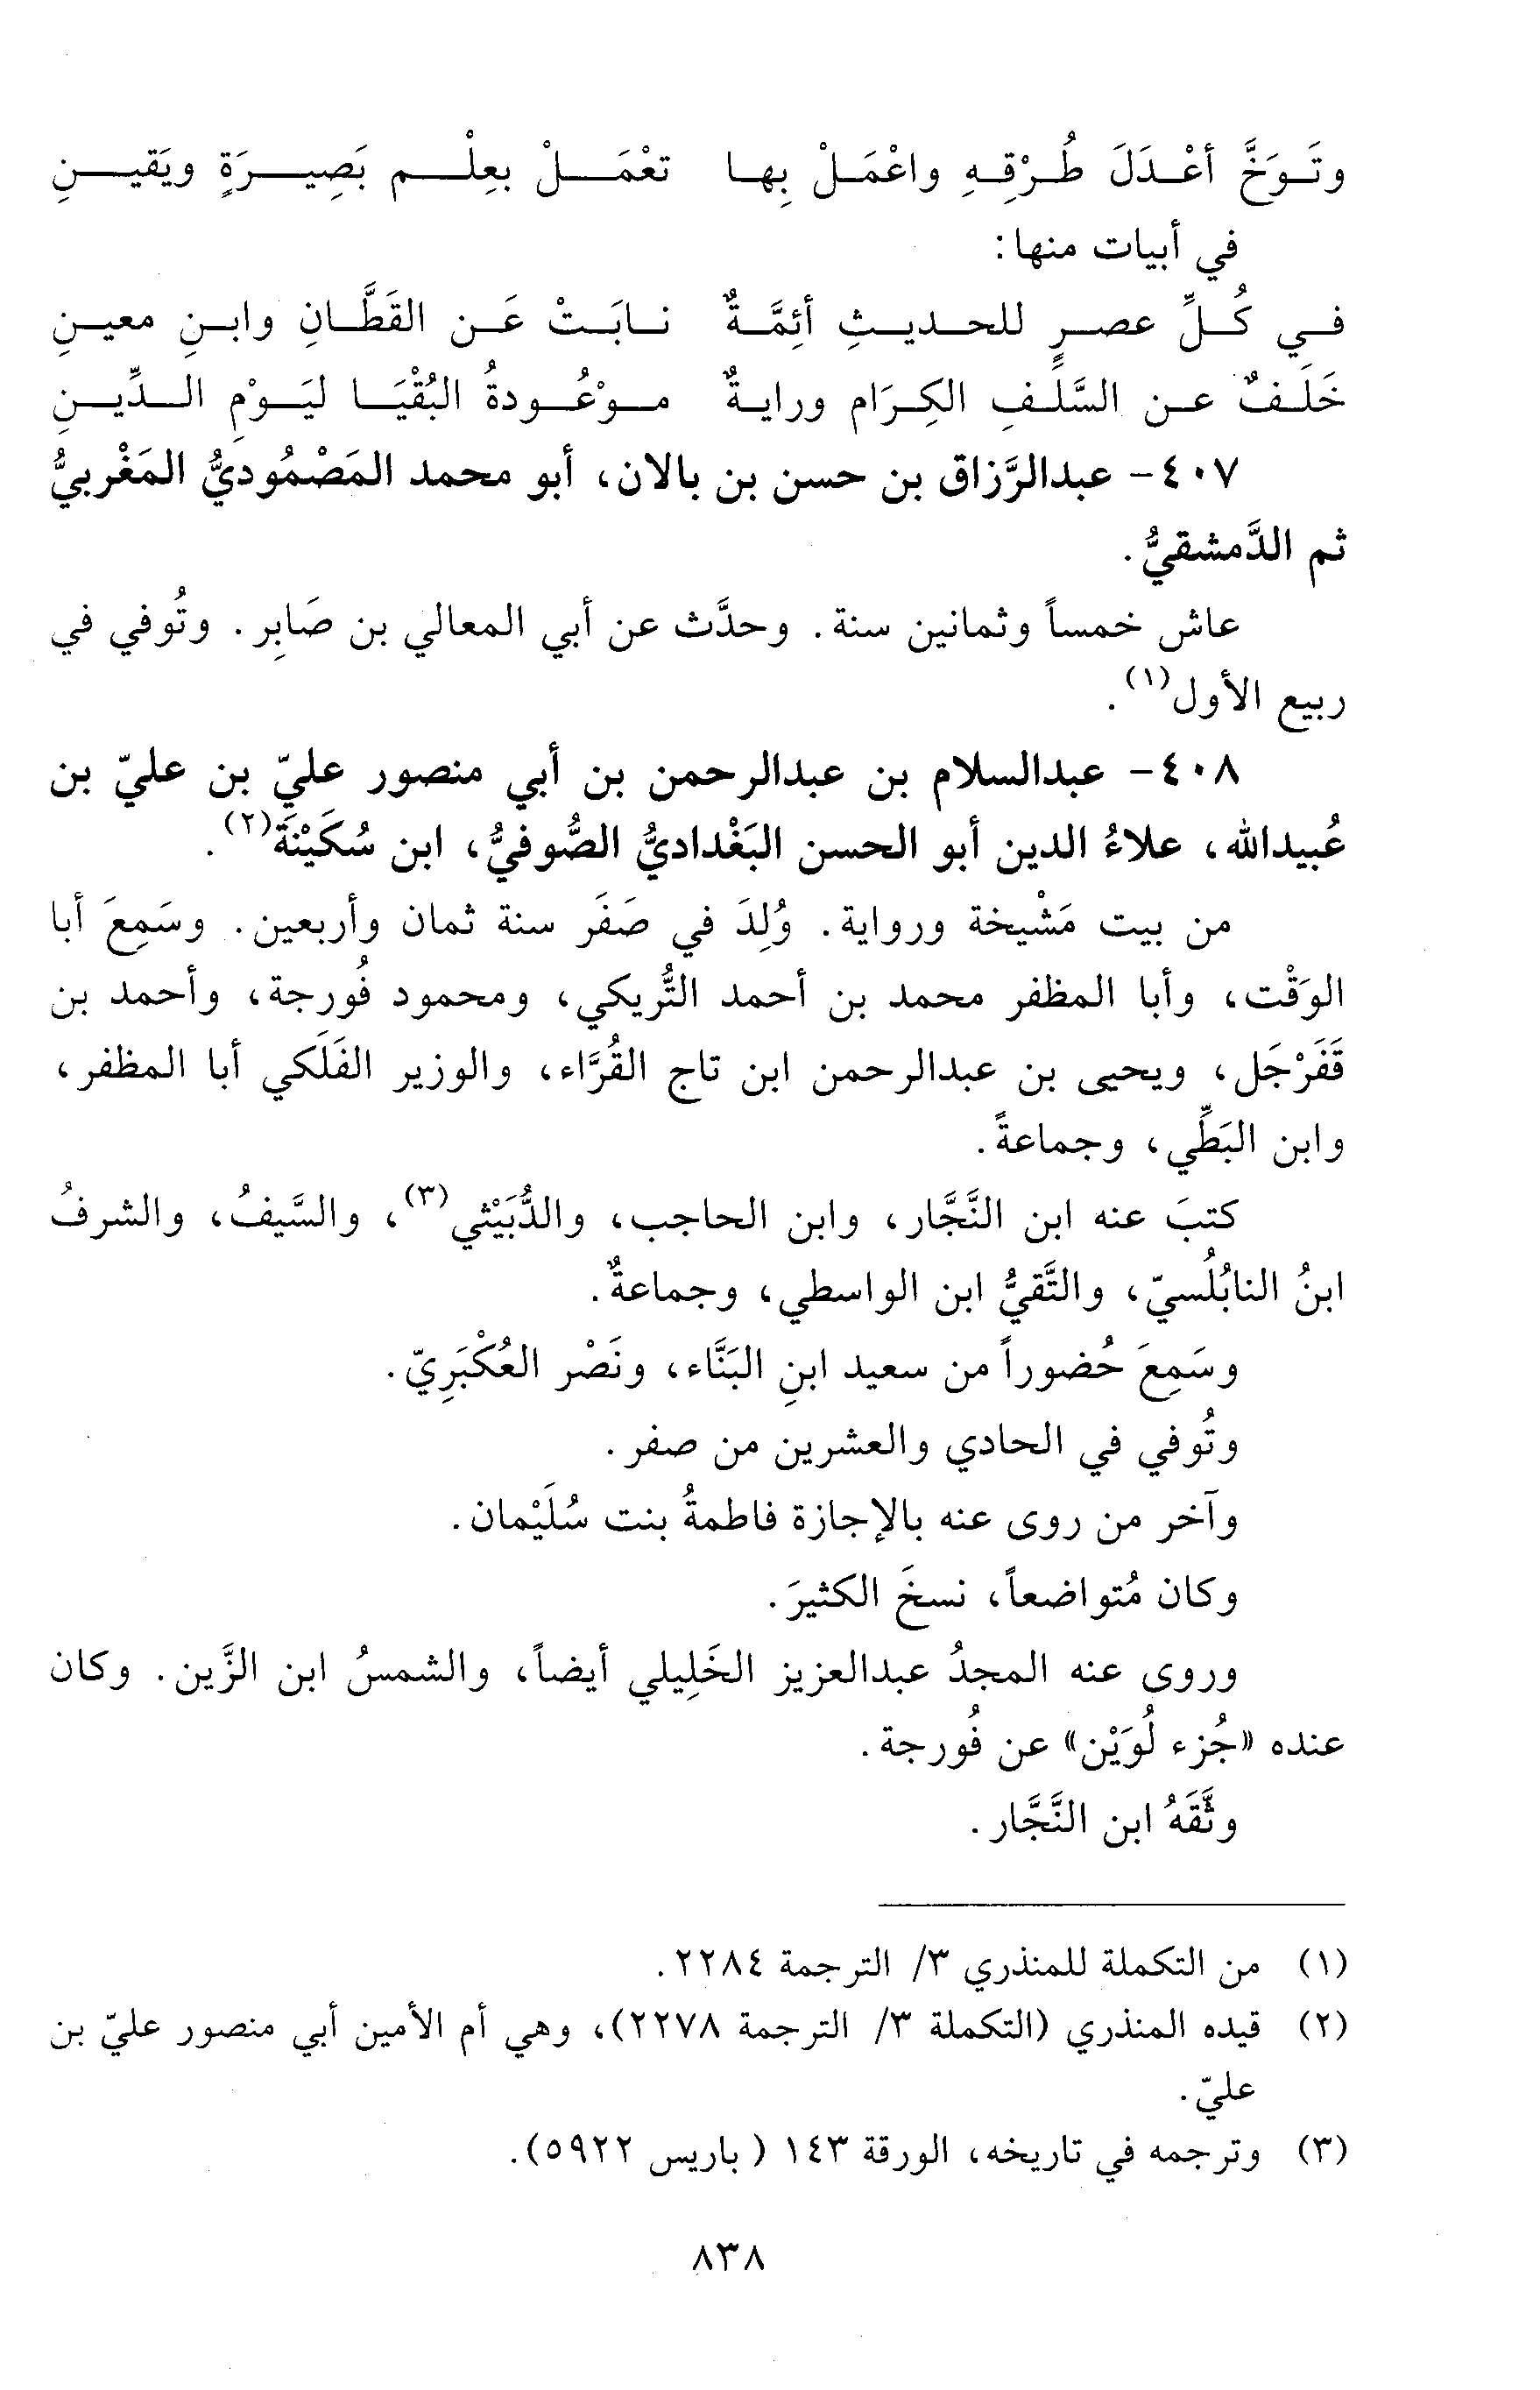 وتَوَخَّ أعْدَلَ طُرْقِهِ واعْمَلْ بِها تعْمَلْ بعِلْم بَصِيرَةٍ ويَقينِ
في أبيات منها:
في كُلِّ عصرٍ للحديثِ أئِمَّةٌ نابَتْ عَن القَطَّانِ وابنِ معينِ
خَلَفٌ عن السَّلَفِ الكِرَام ورايةٌ موْعُودةُ البُقْيَا ليَوْمِ الدِّينِ
٤٠٧- عبدالرَّزاق بن حسن بن بالان، أبو محمد المَصْمُوديُّ المَغْربيُّ
ثم الدَّمشقيُّ.
عاش خمساً وثمانين سنة. وحدَّث عن أبي المعالي بن صَابِر. وتُوفي في
ربيع الأول(١).
٤٠٨- عبدالسلام بن عبدالرحمن بن أبي منصور عليّ بن عليّ بن
عُبيدالله، علاءُ الدين أبو الحسن البَغْداديُّ الصُّوفيُّ، ابن سُكَيْنَة(٢).
من بيت مَشْيخة ورواية. وُلِدَ في صَفَر سنة ثمان وأربعين. وسَمِعَ أبا
الوَقْت، وأبا المظفر محمد بن أحمد التُّريكي، ومحمود فُورجة، وأحمد بن
قَفَرْجَل، ويحيى بن عبدالرحمن ابن تاج القُرَّاء، والوزير الفَلَكي أبا المظفر،
وابن البَطِّي، وجماعةً.
كتبَ عنه ابن النَّجَّار، وابن الحاجب، والدُّبَيْثي(٣)، والسَّيفُ، والشرفُ
ابنُ النابُلُسيّ، والتَّقيُّ ابن الواسطي، وجماعةٌ.
وسَمِعَ حُضوراً من سعيد ابنِ البَنَّاء، ونَصْر العُكْبَرِيّ.
وتُوفي في الحادي والعشرين من صفر.
وآخر من روى عنه بالإجازة فاطمةُ بنت سُلَيْمان.
وكان مُتواضعاً، نسخَ الكثيرَ.
وروى عنه المجدُ عبدالعزيز الخَلِيلي أيضاً، والشمسُ ابن الزَّين. وكان
عنده «جُزء لُوَيْن» عن فُورجة.
وثَّقَهُ ابن النَّجَّار.
(١) من التكملة للمنذري ٣/ الترجمة ٢٢٨٤.
(٢) قيده المنذري (التكملة ٣/ الترجمة ٢٢٧٨)، وهي أم الأمين أبي منصور عليّ بن
عليّ.
(٣) وترجمه في تاريخه، الورقة ١٤٣ (باريس ٥٩٢٢).
٨٣٨